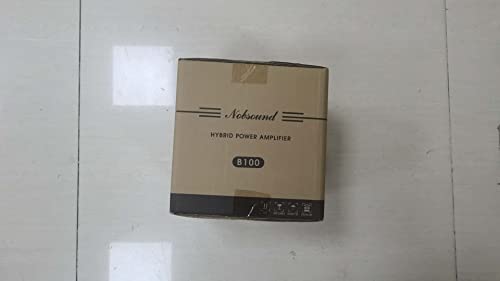 Nobsound
HYBRID POWER AMPLIFIER
B100